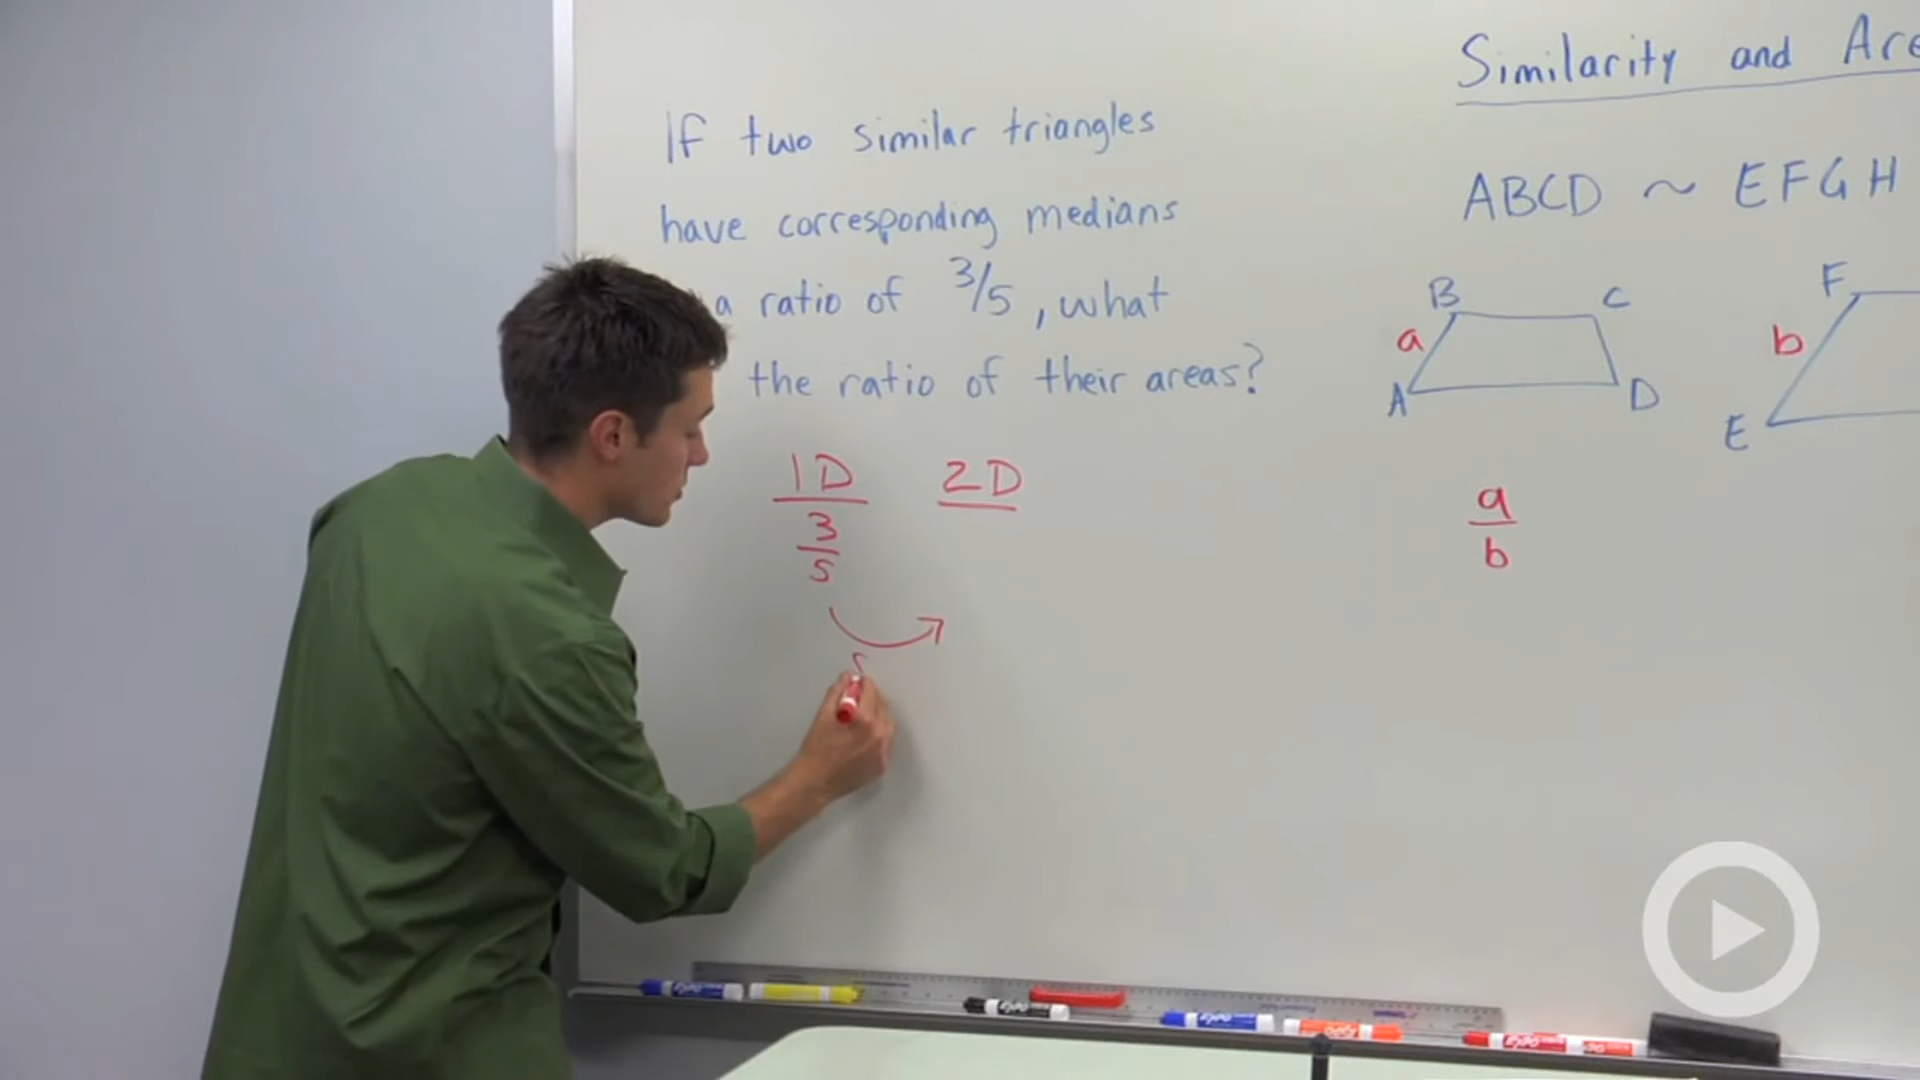 If two similar triangles
have corresponding medians
a ratio of 3/5, what
the ratio of their areas?
1D 2D
3
5
Similarity and Are
ABCD ~ EFGH
B C
a
A D
F
b
E
a
b